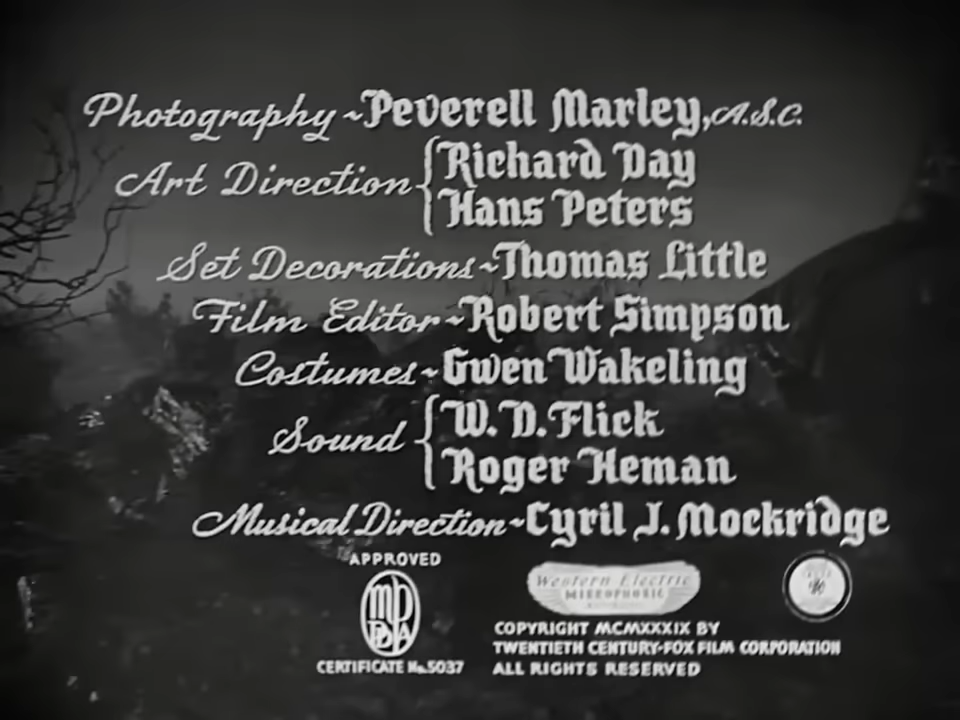 Photography~Peverell Marley, A.S.C.
Art Direction { Richard Day
Hans Peters
Set Decorations~Thomas Little
Film Editor~Robert Simpson
Costumes~Gwen Wakeling
Sound { W. D. Flick
Roger Heman
Musical Direction~Cyril J. Mockridge
APPROVED
MPPDA
CERTIFICATE No. 5037
Western Electric
MIRROPHONIC
COPYRIGHT MCMXXXIX BY
TWENTIETH CENTURY-FOX FILM CORPORATION
ALL RIGHTS RESERVED